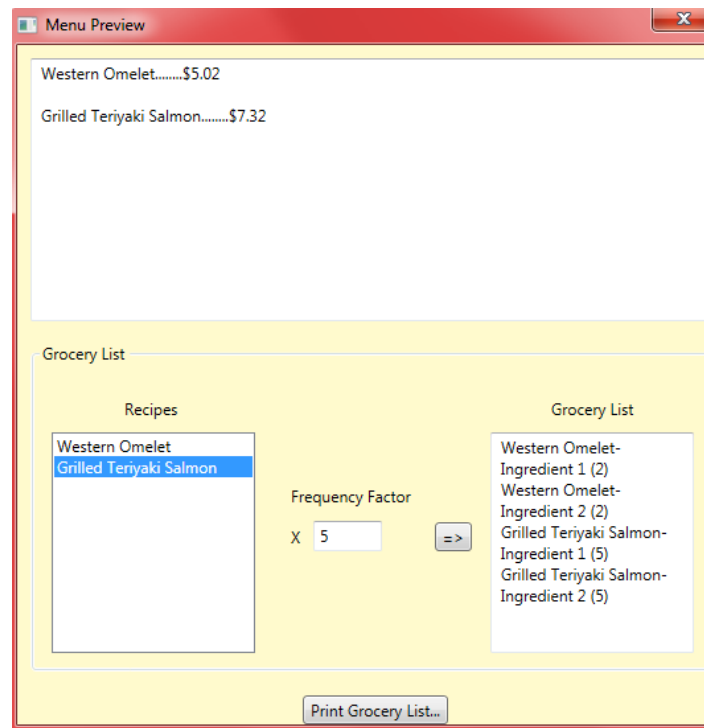 Menu Preview
X
Western Omelet........$5.02
Grilled Teriyaki Salmon........$7.32
Grocery List
Recipes
Western Omelet
Grilled Teriyaki Salmon
Frequency Factor
X 5
=>
Grocery List
Western Omelet-
Ingredient 1 (2)
Western Omelet-
Ingredient 2 (2)
Grilled Teriyaki Salmon-
Ingredient 1 (5)
Grilled Teriyaki Salmon-
Ingredient 2 (5)
Print Grocery List...